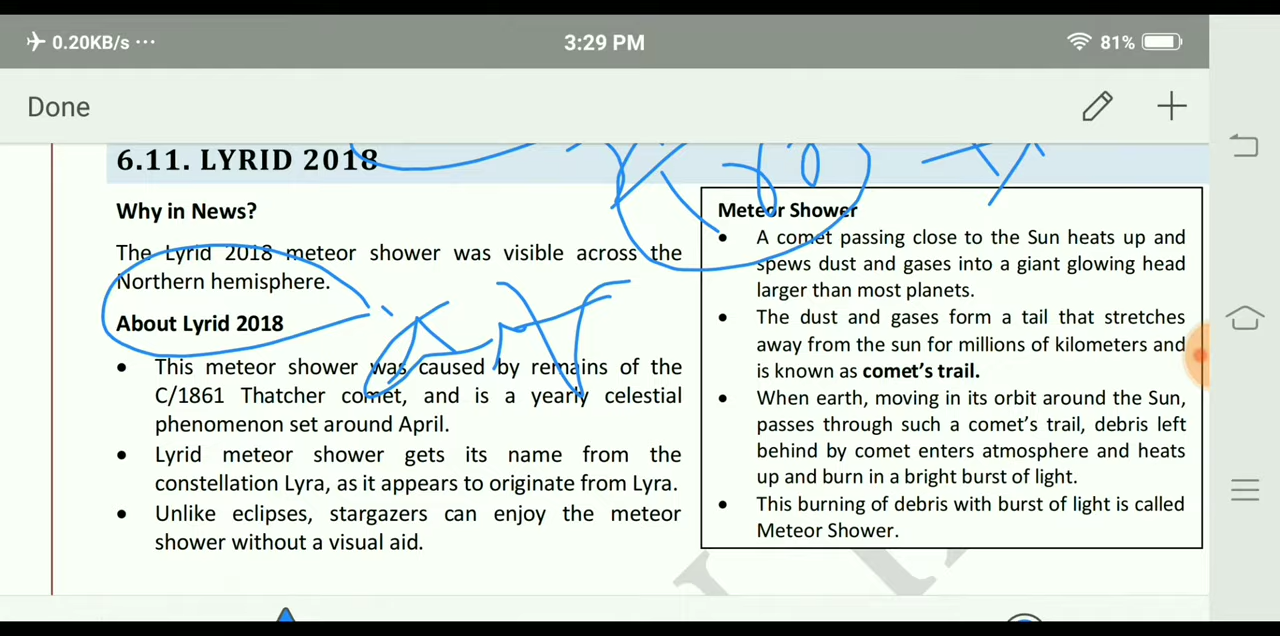 0.20KB/s ...
3:29 PM
81%
Done
6.11. LYRID 2018
Why in News?
The Lyrid 2018 meteor shower was visible across the
Northern hemisphere.
About Lyrid 2018
• This meteor shower was caused by remains of the
C/1861 Thatcher comet, and is a yearly celestial
phenomenon set around April.
• Lyrid meteor shower gets its name from the
constellation Lyra, as it appears to originate from Lyra.
• Unlike eclipses, stargazers can enjoy the meteor
shower without a visual aid.
Meteor Shower
• A comet passing close to the Sun heats up and
spews dust and gases into a giant glowing head
larger than most planets.
• The dust and gases form a tail that stretches
away from the sun for millions of kilometers and
is known as comet's trail.
• When earth, moving in its orbit around the Sun,
passes through such a comet's trail, debris left
behind by comet enters atmosphere and heats
up and burn in a bright burst of light.
• This burning of debris with burst of light is called
Meteor Shower.